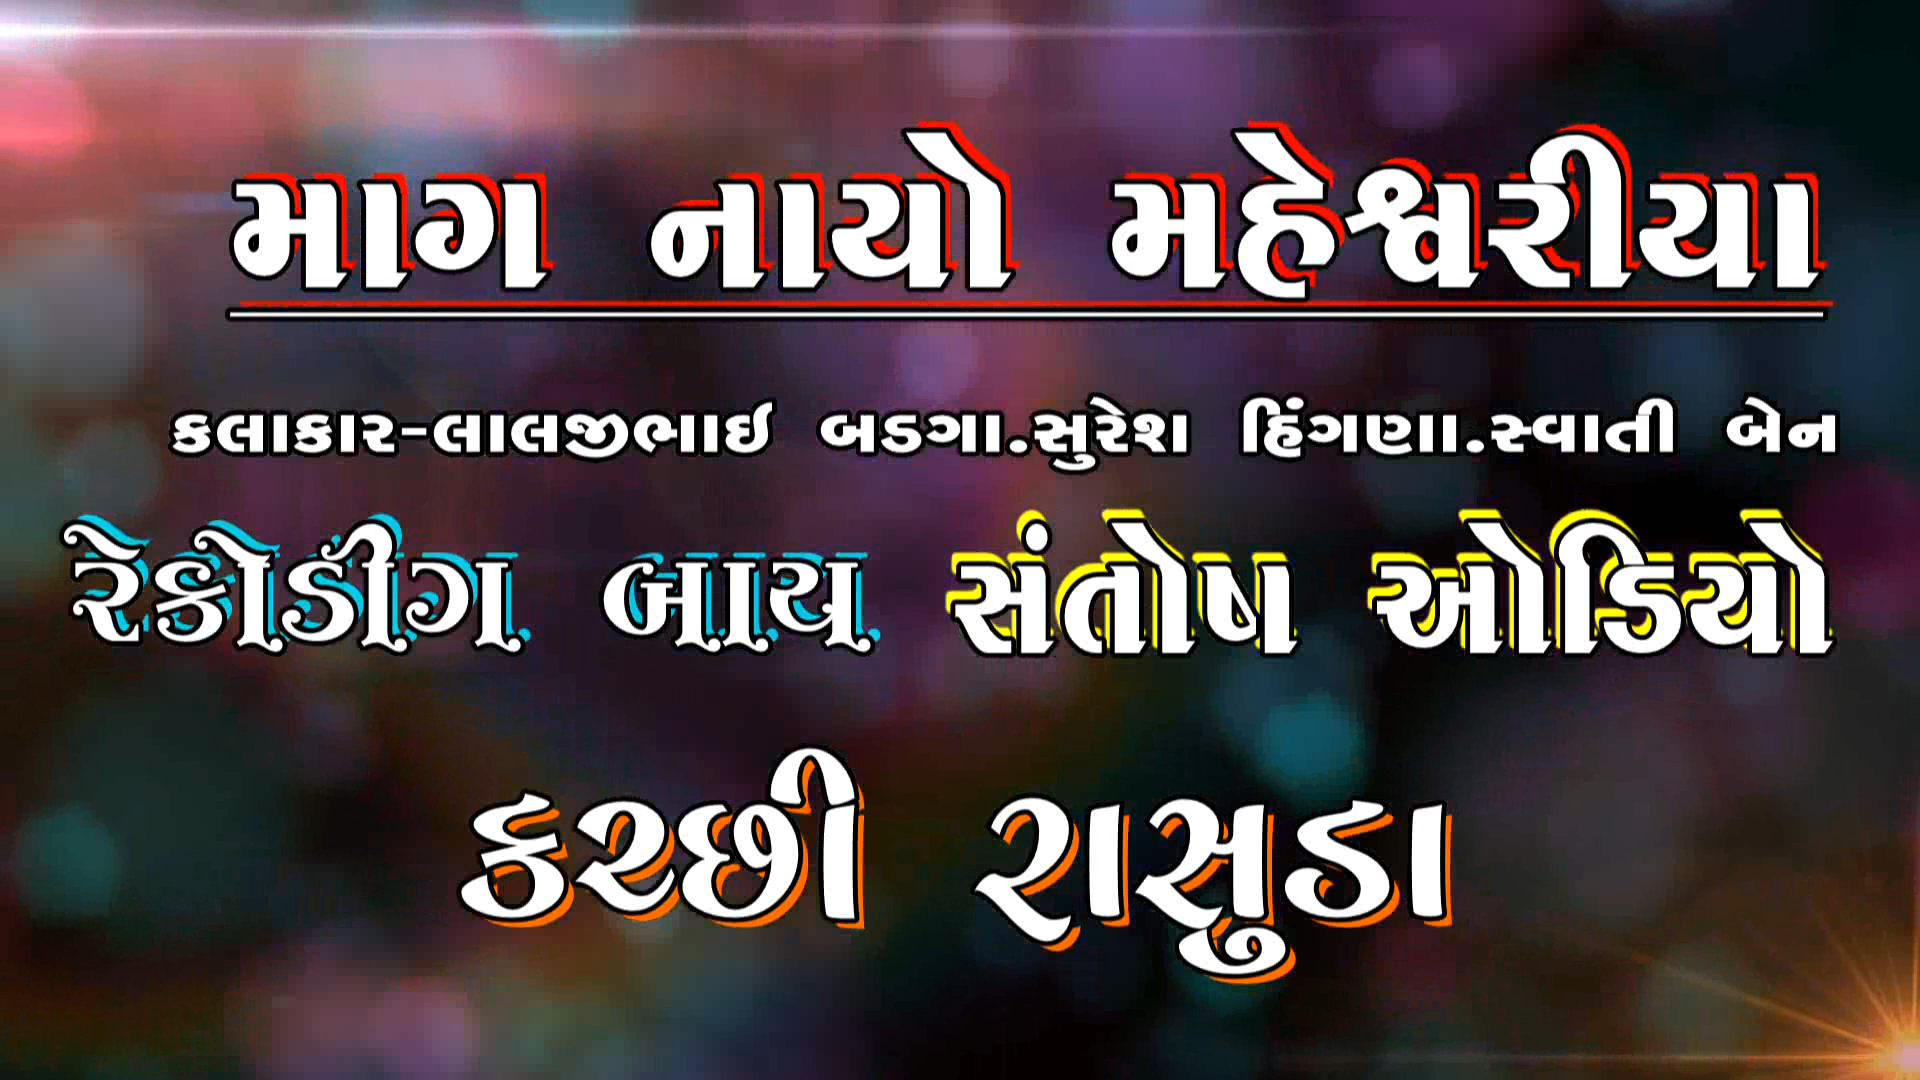 માગ નાયો મહેશ્વરીયા
કલાકાર-લાલજીભાઇ બડગા.સુરેશ હિંગણા.સ્વાતી બેન
રેકોડીંગ બાય સંતોષ ઓડિયો
કચ્છી રાસુડા